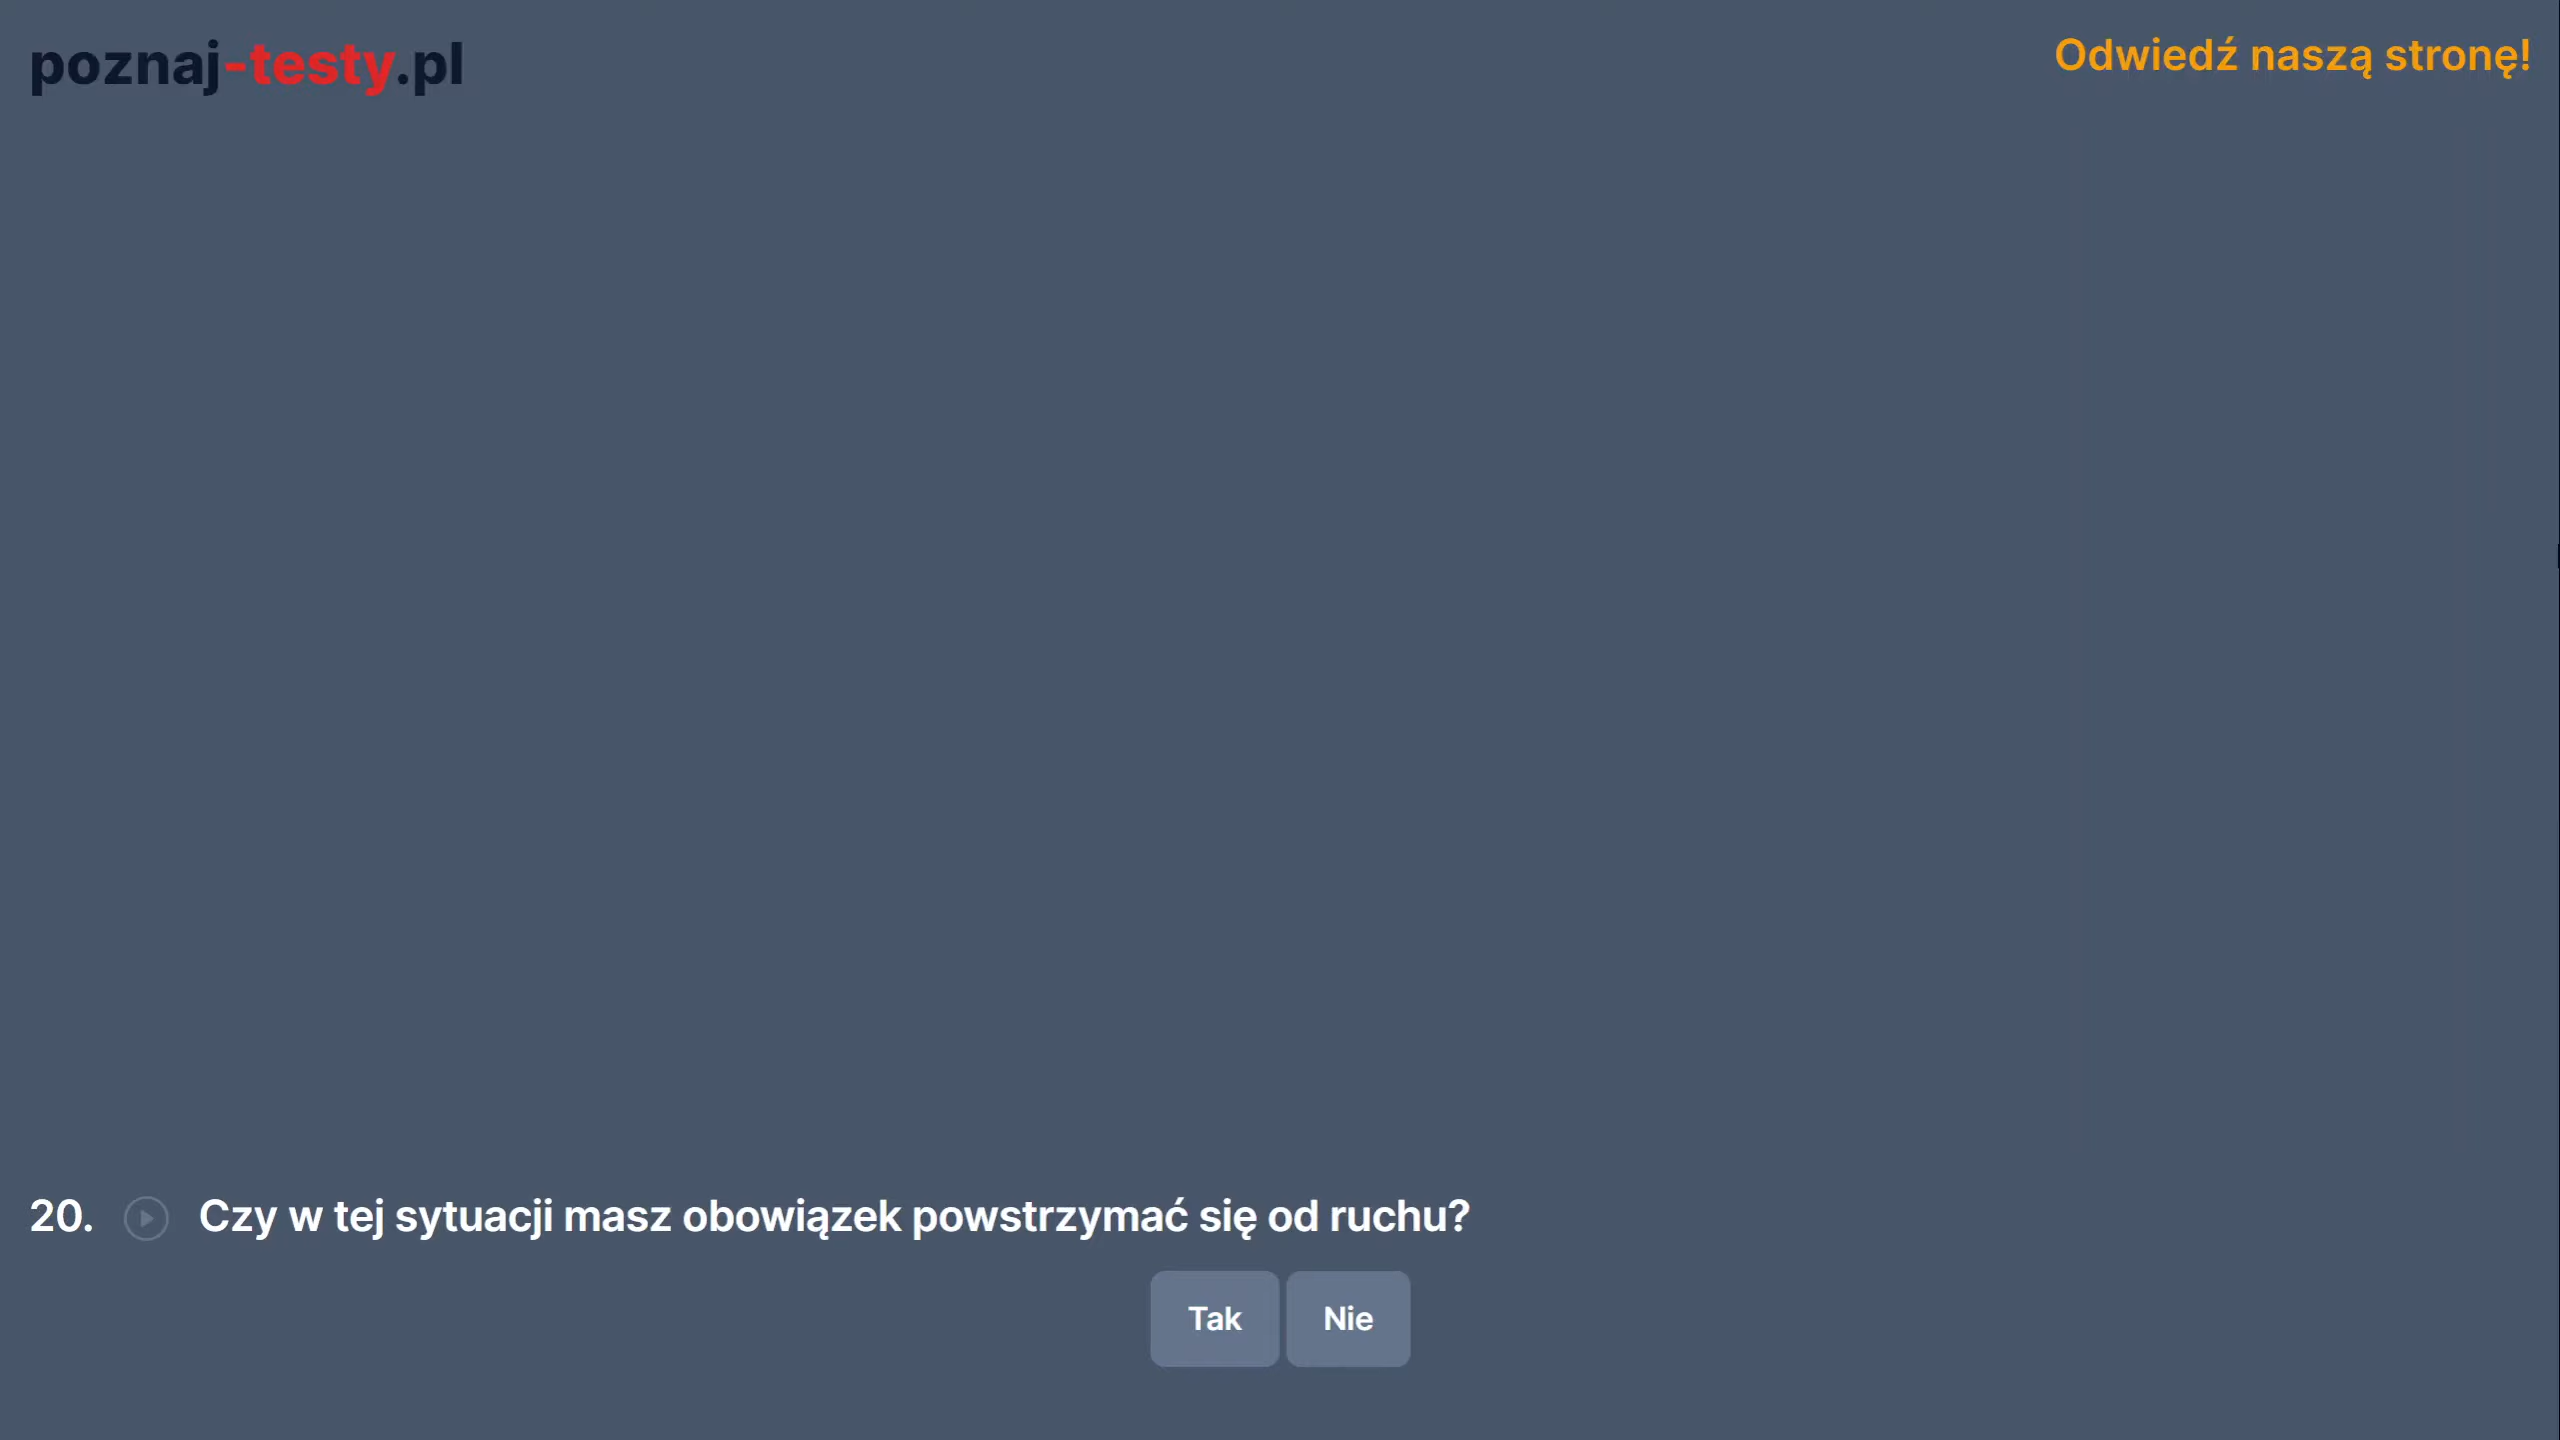 poznaj-testy.pl
Odwiedź naszą stronę!
20. Czy w tej sytuacji masz obowiązek powstrzymać się od ruchu?
Tak
Nie